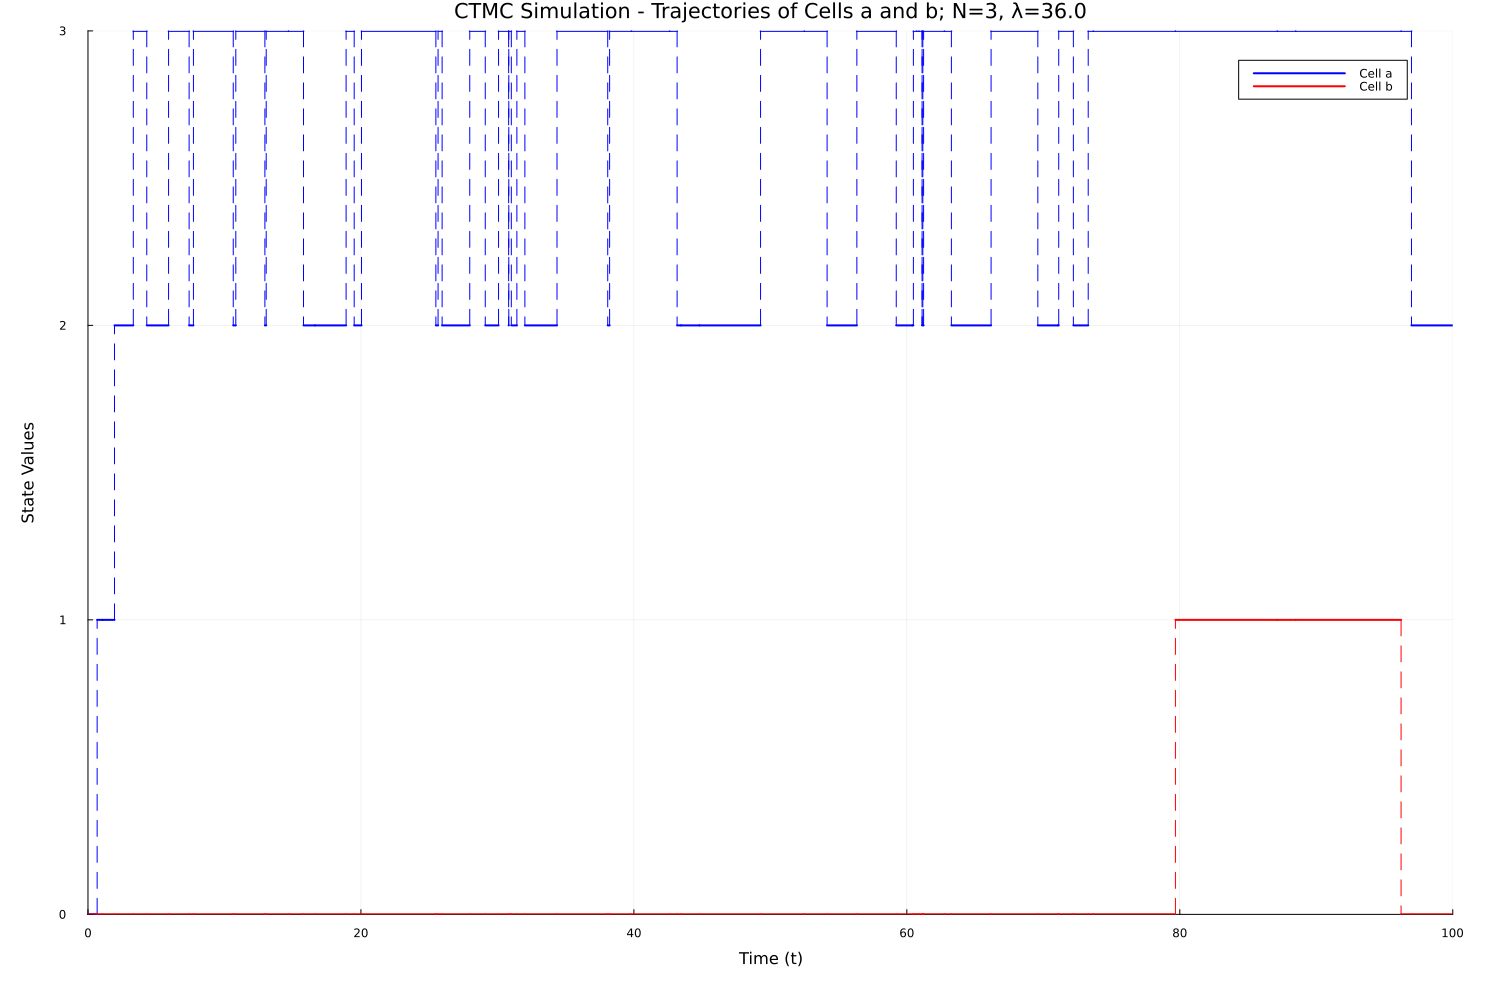 CTMC Simulation - Trajectories of Cells a and b; N=3, λ=36.0
3
Cell a
Cell b
2
State Values
1
0
0 20 40 60 80 100
Time (t)